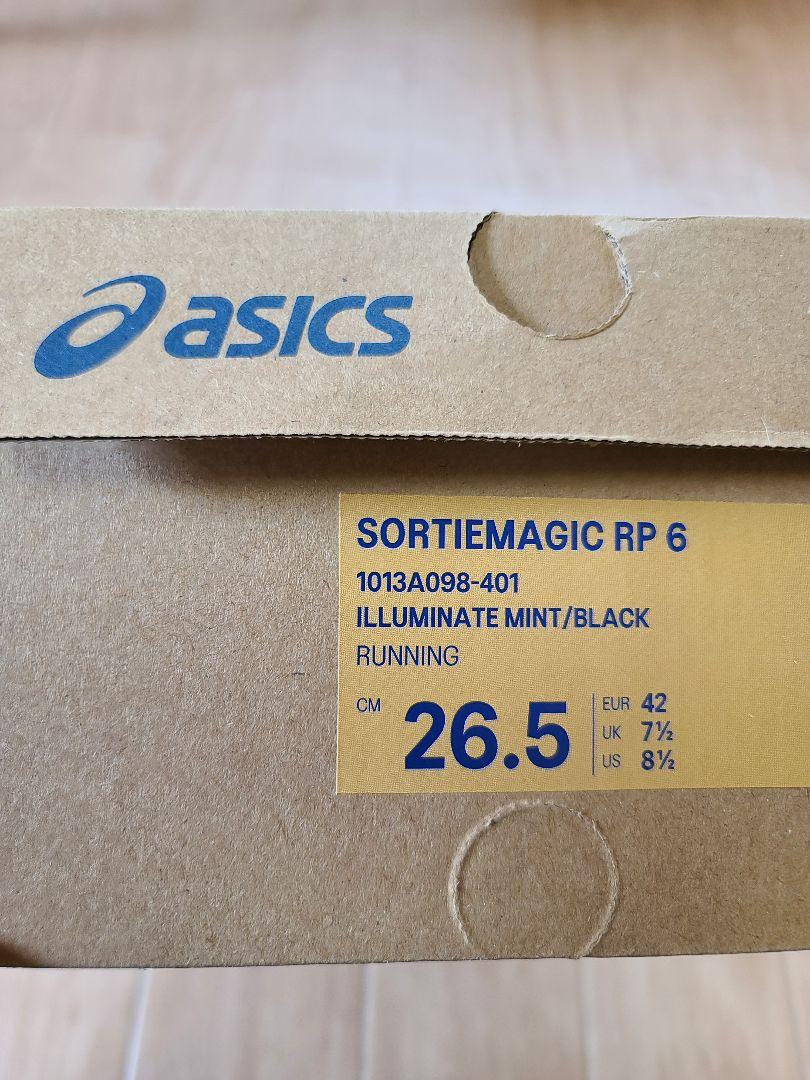 asics
SORTIEMAGIC RP 6
1013A098-401
ILLUMINATE MINT/BLACK
RUNNING
CM 26.5
EUR 42
UK 7½
US 8½